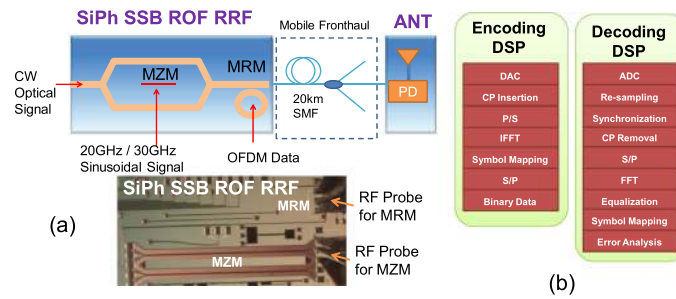 SiPh SSB ROF RRF
Mobile Fronthaul
ANT
CW
Optical
Signal
MZM
MRM
20km
SMF
PD
20GHz / 30GHz
Sinusoidal Signal
OFDM Data
SiPh SSB ROF RRF
MRM
MZM
RF Probe
for MRM
RF Probe
for MZM
(a)
Encoding
DSP
DAC
CP Insertion
P/S
IFFT
Symbol Mapping
S/P
Binary Data
Decoding
DSP
ADC
Re-sampling
Synchronization
CP Removal
S/P
FFT
Equalization
Symbol Mapping
Error Analysis
(b)